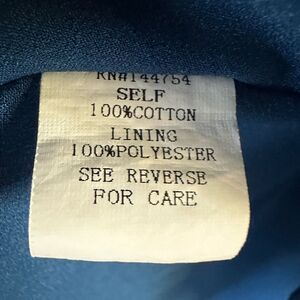 RN#144754
SELF
100%COTTON
LINING
100%POLYESTER
SEE REVERSE
FOR CARE